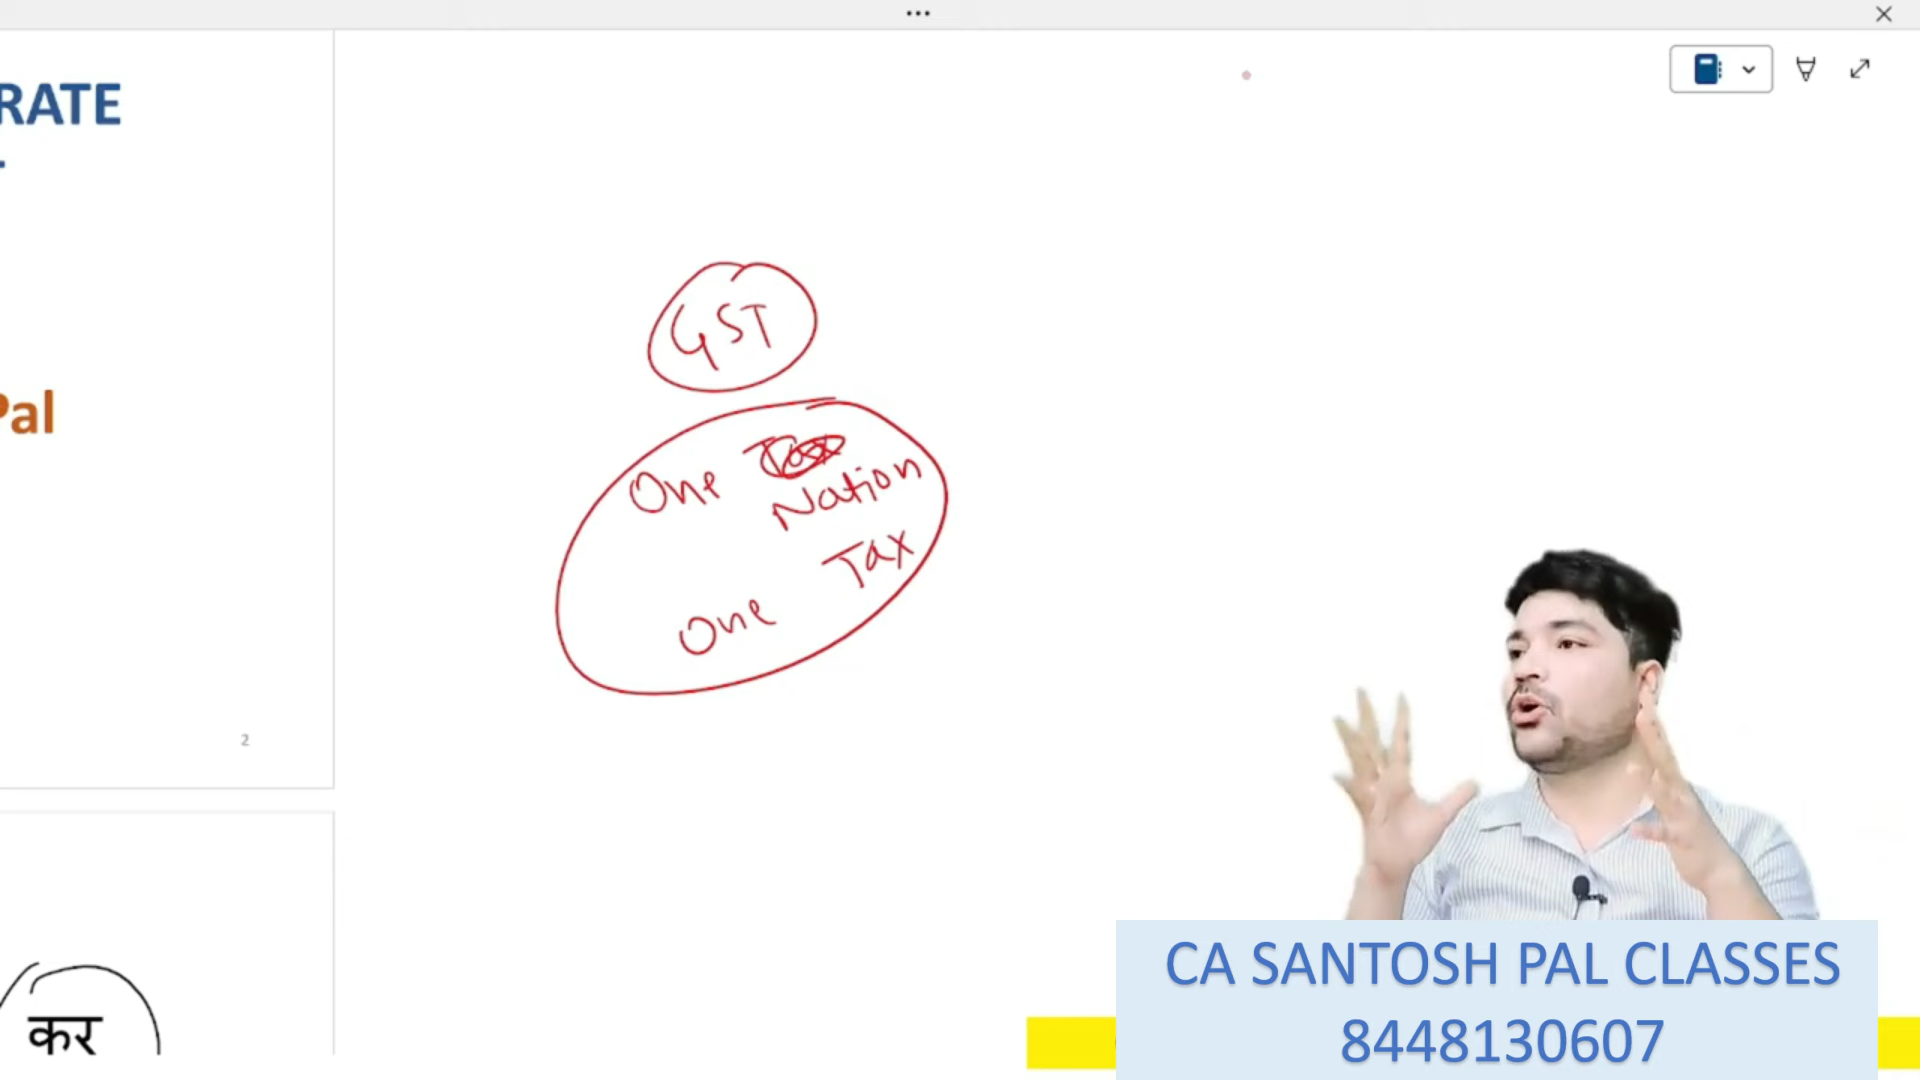 RATE
Pal
2
कर
GST
One Nation
One Tax
CA SANTOSH PAL CLASSES
8448130607